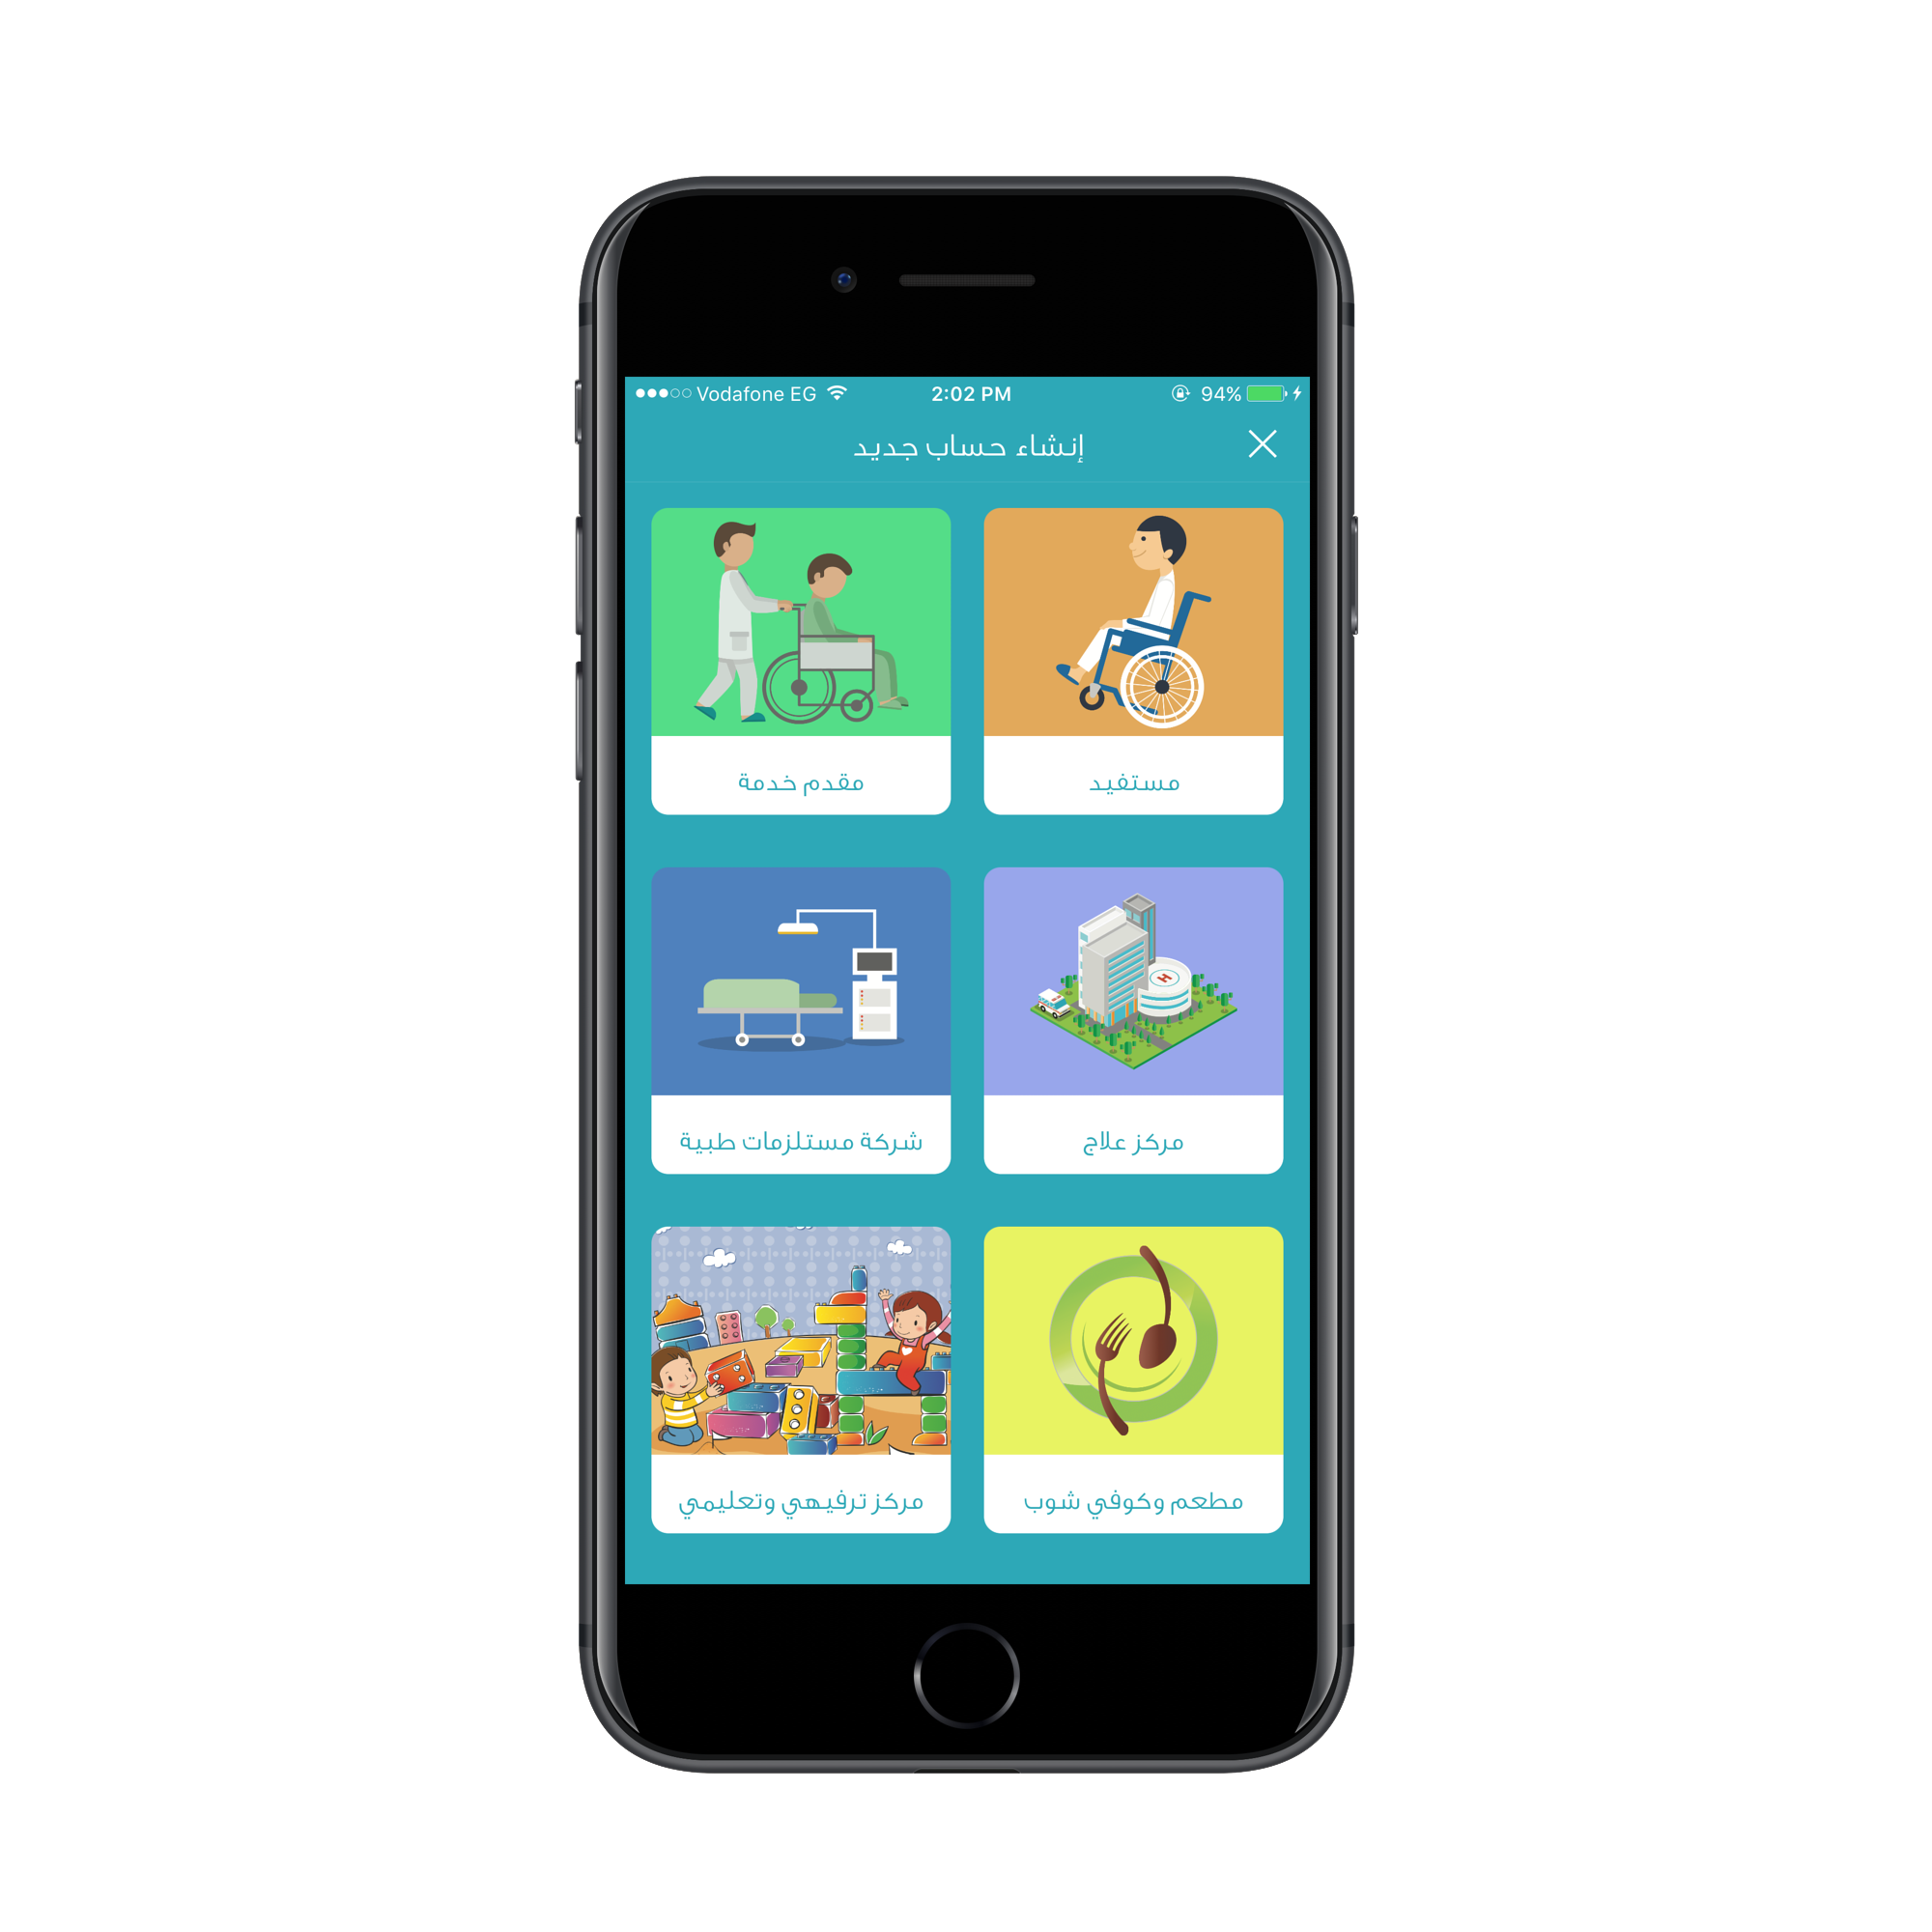 Vodafone EG 2:02 PM 94%
إنشاء حساب جديد
مستفيد
مقدم خدمة
مركز علاج
شركة مستلزمات طبية
مطعم وكوفي شوب
مركز ترفيهي وتعليمي